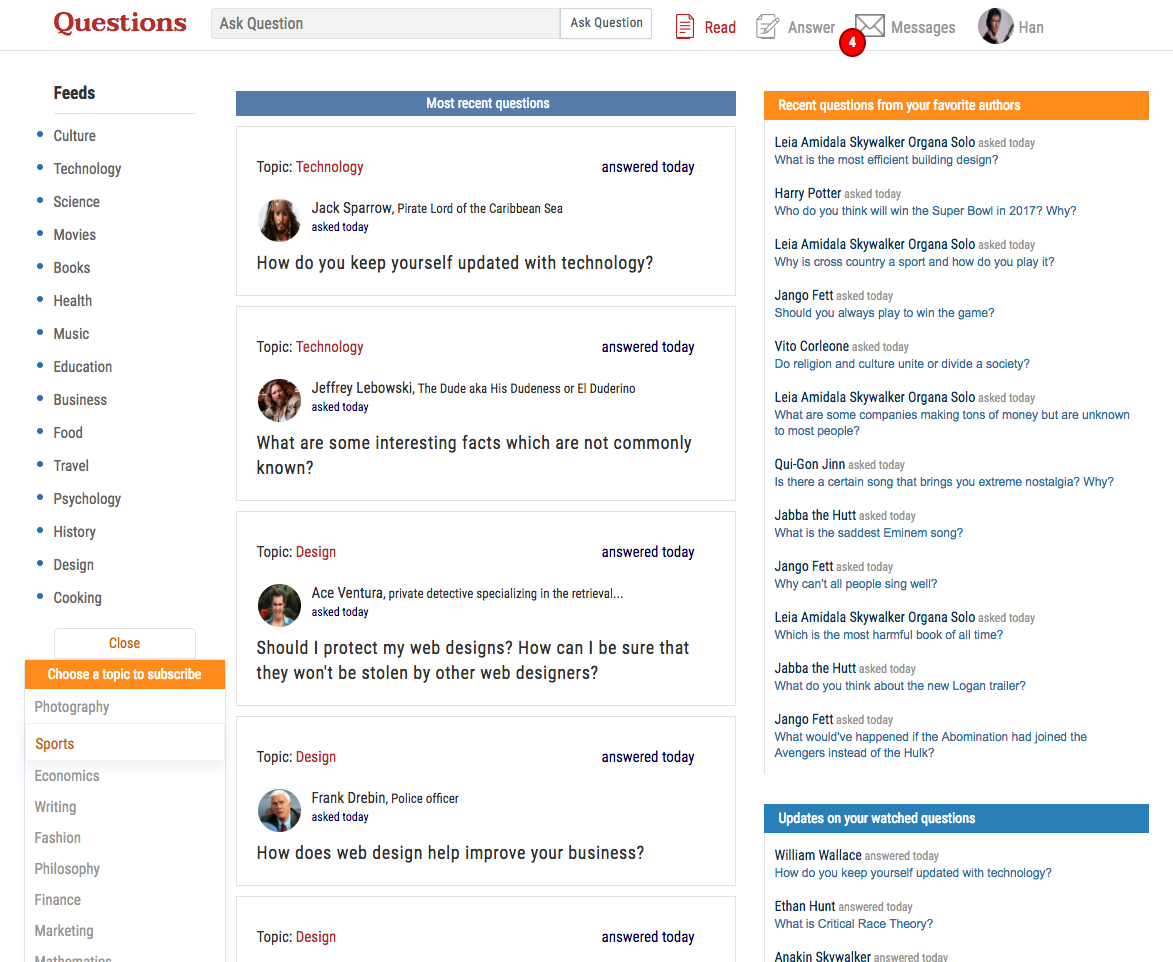 Questions
Ask Question
Ask Question
Read
Answer
4
Messages
Han
Feeds
Culture
Technology
Science
Movies
Books
Health
Music
Education
Business
Food
Travel
Psychology
History
Design
Cooking
Close
Choose a topic to subscribe
Photography
Sports
Economics
Writing
Fashion
Philosophy
Finance
Marketing
Mathematics
Most recent questions
Topic: Technology
answered today
Jack Sparrow, Pirate Lord of the Caribbean Sea
asked today
How do you keep yourself updated with technology?
Topic: Technology
answered today
Jeffrey Lebowski, The Dude aka His Dudeness or El Duderino
asked today
What are some interesting facts which are not commonly
known?
Topic: Design
answered today
Ace Ventura, private detective specializing in the retrieval...
asked today
Should I protect my web designs? How can I be sure that
they won't be stolen by other web designers?
Topic: Design
answered today
Frank Drebin, Police officer
asked today
How does web design help improve your business?
Topic: Design
answered today
Recent questions from your favorite authors
Leia Amidala Skywalker Organa Solo asked today
What is the most efficient building design?
Harry Potter asked today
Who do you think will win the Super Bowl in 2017? Why?
Leia Amidala Skywalker Organa Solo asked today
Why is cross country a sport and how do you play it?
Jango Fett asked today
Should you always play to win the game?
Vito Corleone asked today
Do religion and culture unite or divide a society?
Leia Amidala Skywalker Organa Solo asked today
What are some companies making tons of money but are unknown
to most people?
Qui-Gon Jinn asked today
Is there a certain song that brings you extreme nostalgia? Why?
Jabba the Hutt asked today
What is the saddest Eminem song?
Jango Fett asked today
Why can't all people sing well?
Leia Amidala Skywalker Organa Solo asked today
Which is the most harmful book of all time?
Jabba the Hutt asked today
What do you think about the new Logan trailer?
Jango Fett asked today
What would've happened if the Abomination had joined the
Avengers instead of the Hulk?
Updates on your watched questions
William Wallace answered today
How do you keep yourself updated with technology?
Ethan Hunt answered today
What is Critical Race Theory?
Anakin Skywalker answered today